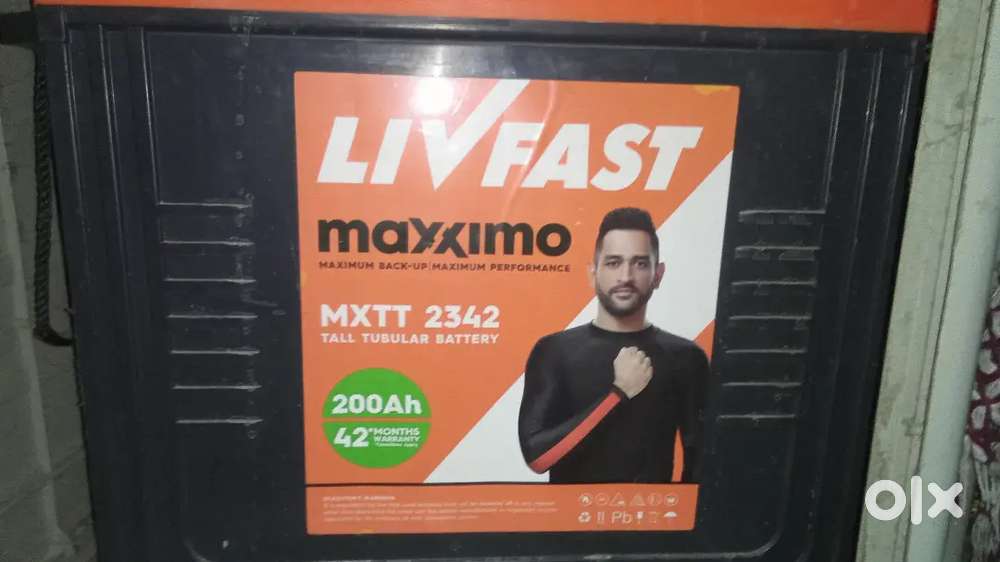 LIVFAST
maxximo
MAXIMUM BACK-UP | MAXIMUM PERFORMANCE
MXTT 2342
TALL TUBULAR BATTERY
200Ah
42*MONTHS
WARRANTY
Pb
olx